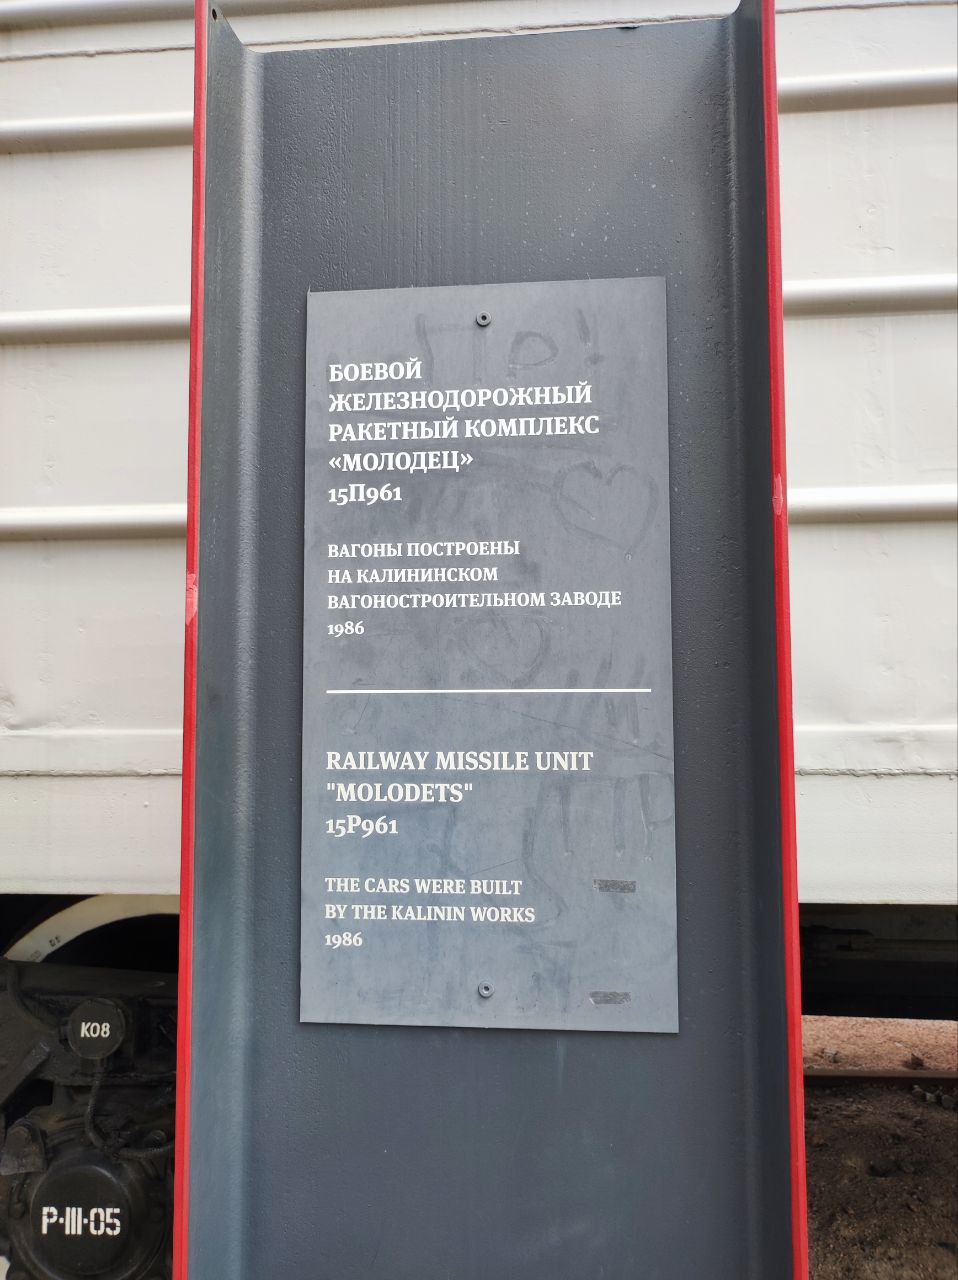 БОЕВОЙ
ЖЕЛЕЗНОДОРОЖНЫЙ
РАКЕТНЫЙ КОМПЛЕКС
«МОЛОДЕЦ»
15П961
ВАГОНЫ ПОСТРОЕНЫ
НА КАЛИНИНСКОМ
ВАГОНОСТРОИТЕЛЬНОМ ЗАВОДЕ
1986
RAILWAY MISSILE UNIT
"MOLODETS"
15P961
THE CARS WERE BUILT
BY THE KALININ WORKS
1986
К08
Р-III-05